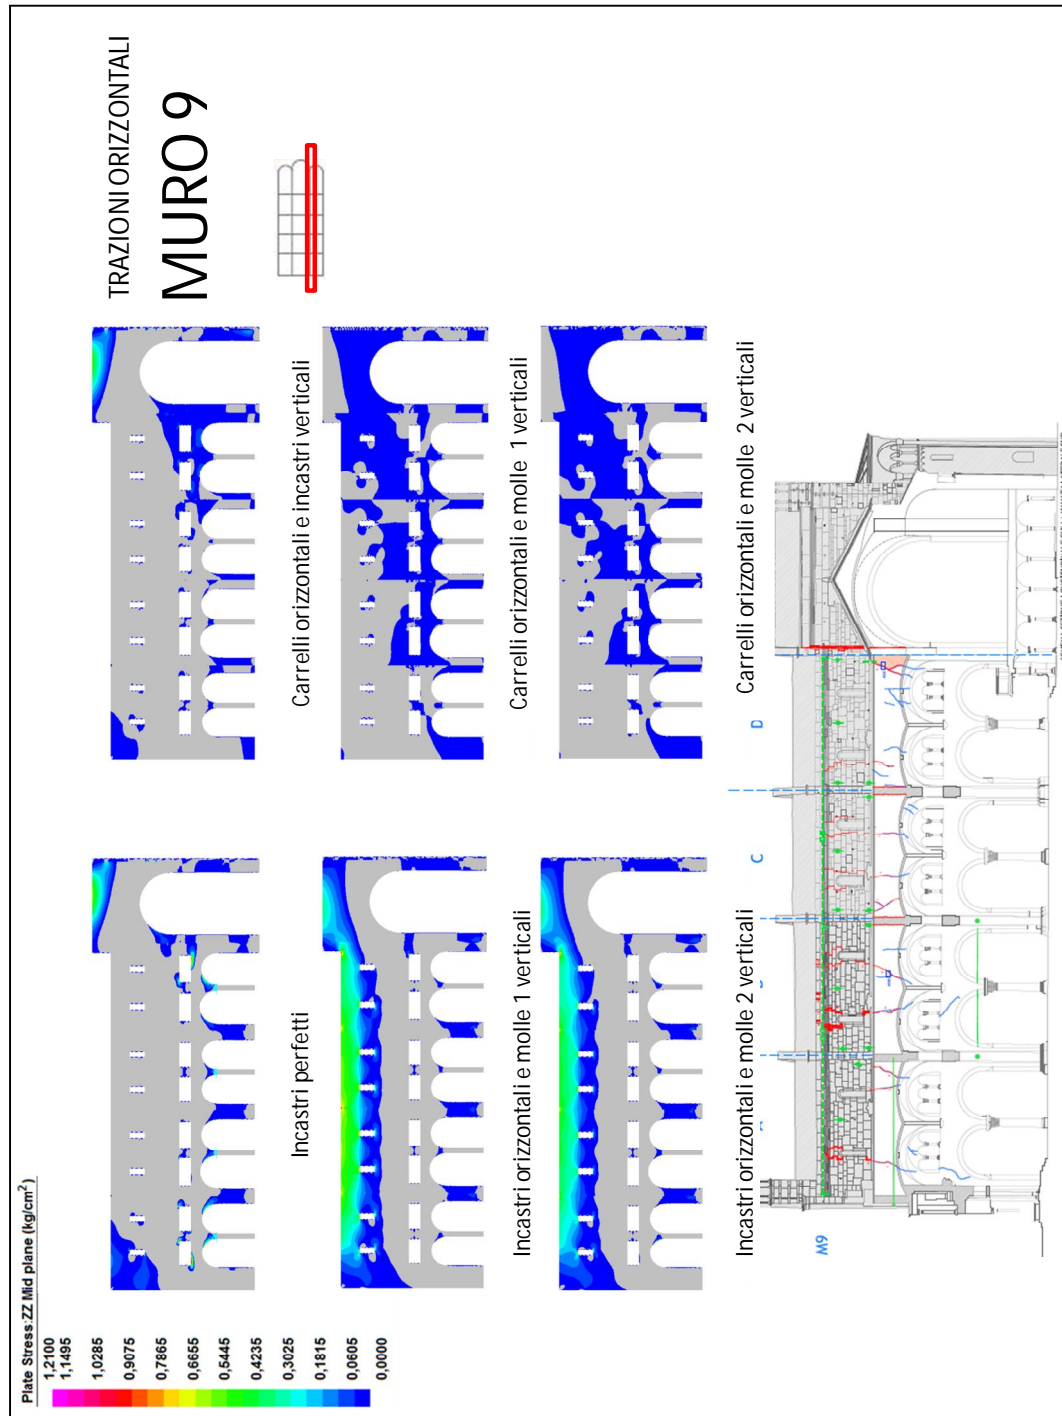 Plate Stress:ZZ Mid plane (kg/cm²)
1,2100
1,1495
1,0285
0,9075
0,7865
0,6655
0,5445
0,4235
0,3025
0,1815
0,0605
0,0000
TRAZIONI ORIZZONTALI
MURO 9
Incastri perfetti
Carrelli orizzontali e incastri verticali
Incastri orizzontali e molle 1 verticali
Carrelli orizzontali e molle 1 verticali
Incastri orizzontali e molle 2 verticali
Carrelli orizzontali e molle 2 verticali
M9
C
D